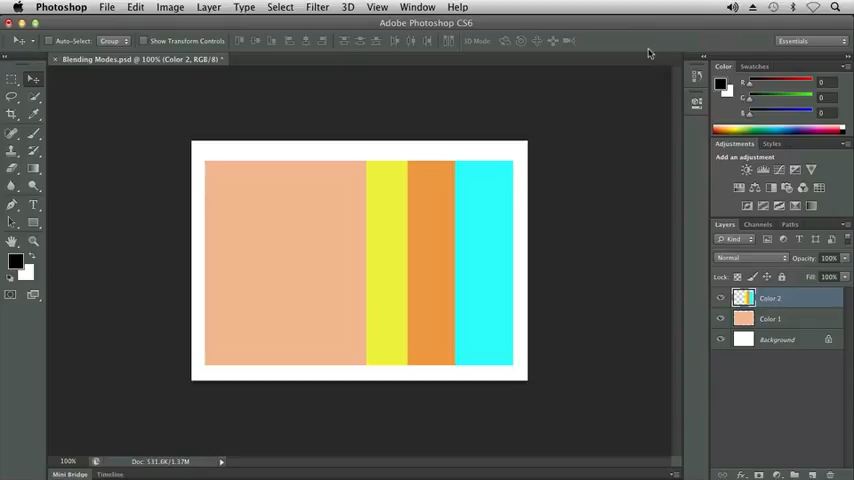 Photoshop File Edit Image Layer Type Select Filter 3D View Window Help
Adobe Photoshop CS6
Auto-Select: Group Show Transform Controls 3D Mode: Essentials
× Blending Modes.psd @ 100% (Color 2, RGB/8) *
Color Swatches
R 0
G 0
B 0
Adjustments Styles
Add an adjustment
Layers Channels Paths
Kind
Normal Opacity: 100%
Lock: Fill: 100%
Color 2
Color 1
Background
100% Doc: 531.6K/1.37M
Mini Bridge Timeline